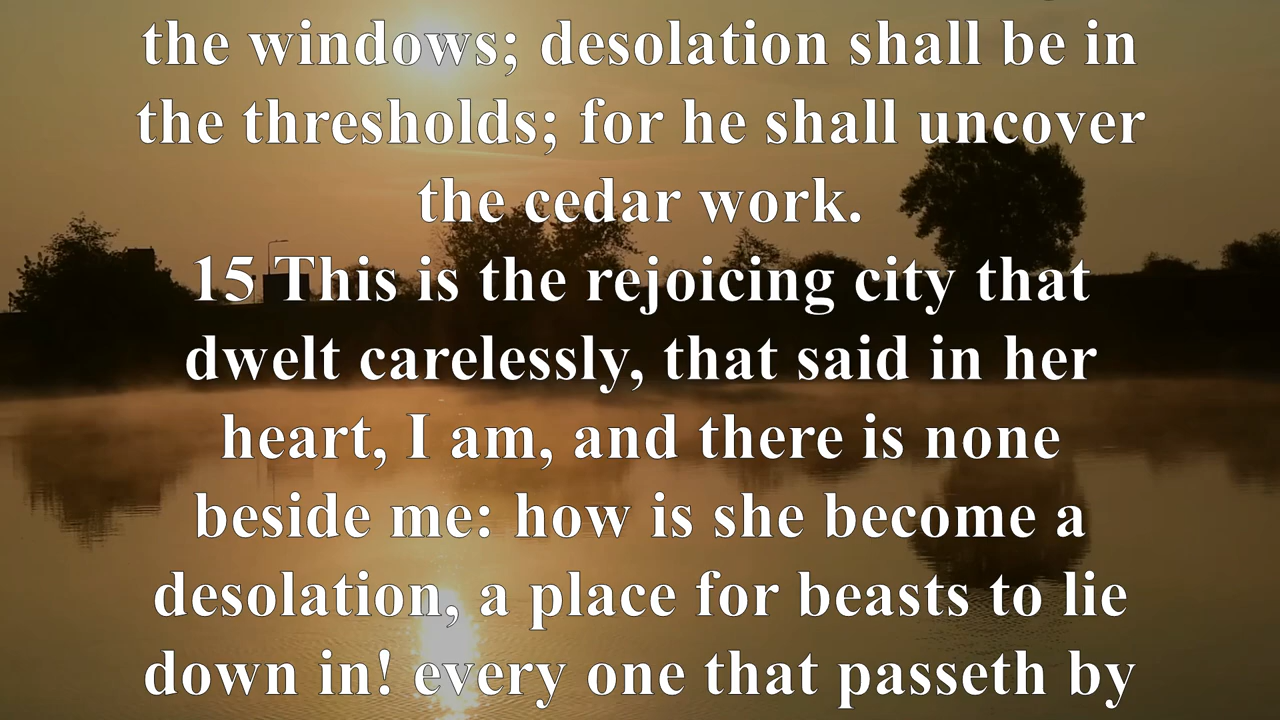 the windows; desolation shall be in
the thresholds; for he shall uncover
the cedar work.
15 This is the rejoicing city that
dwelt carelessly, that said in her
heart, I am, and there is none
beside me: how is she become a
desolation, a place for beasts to lie
down in! every one that passeth by